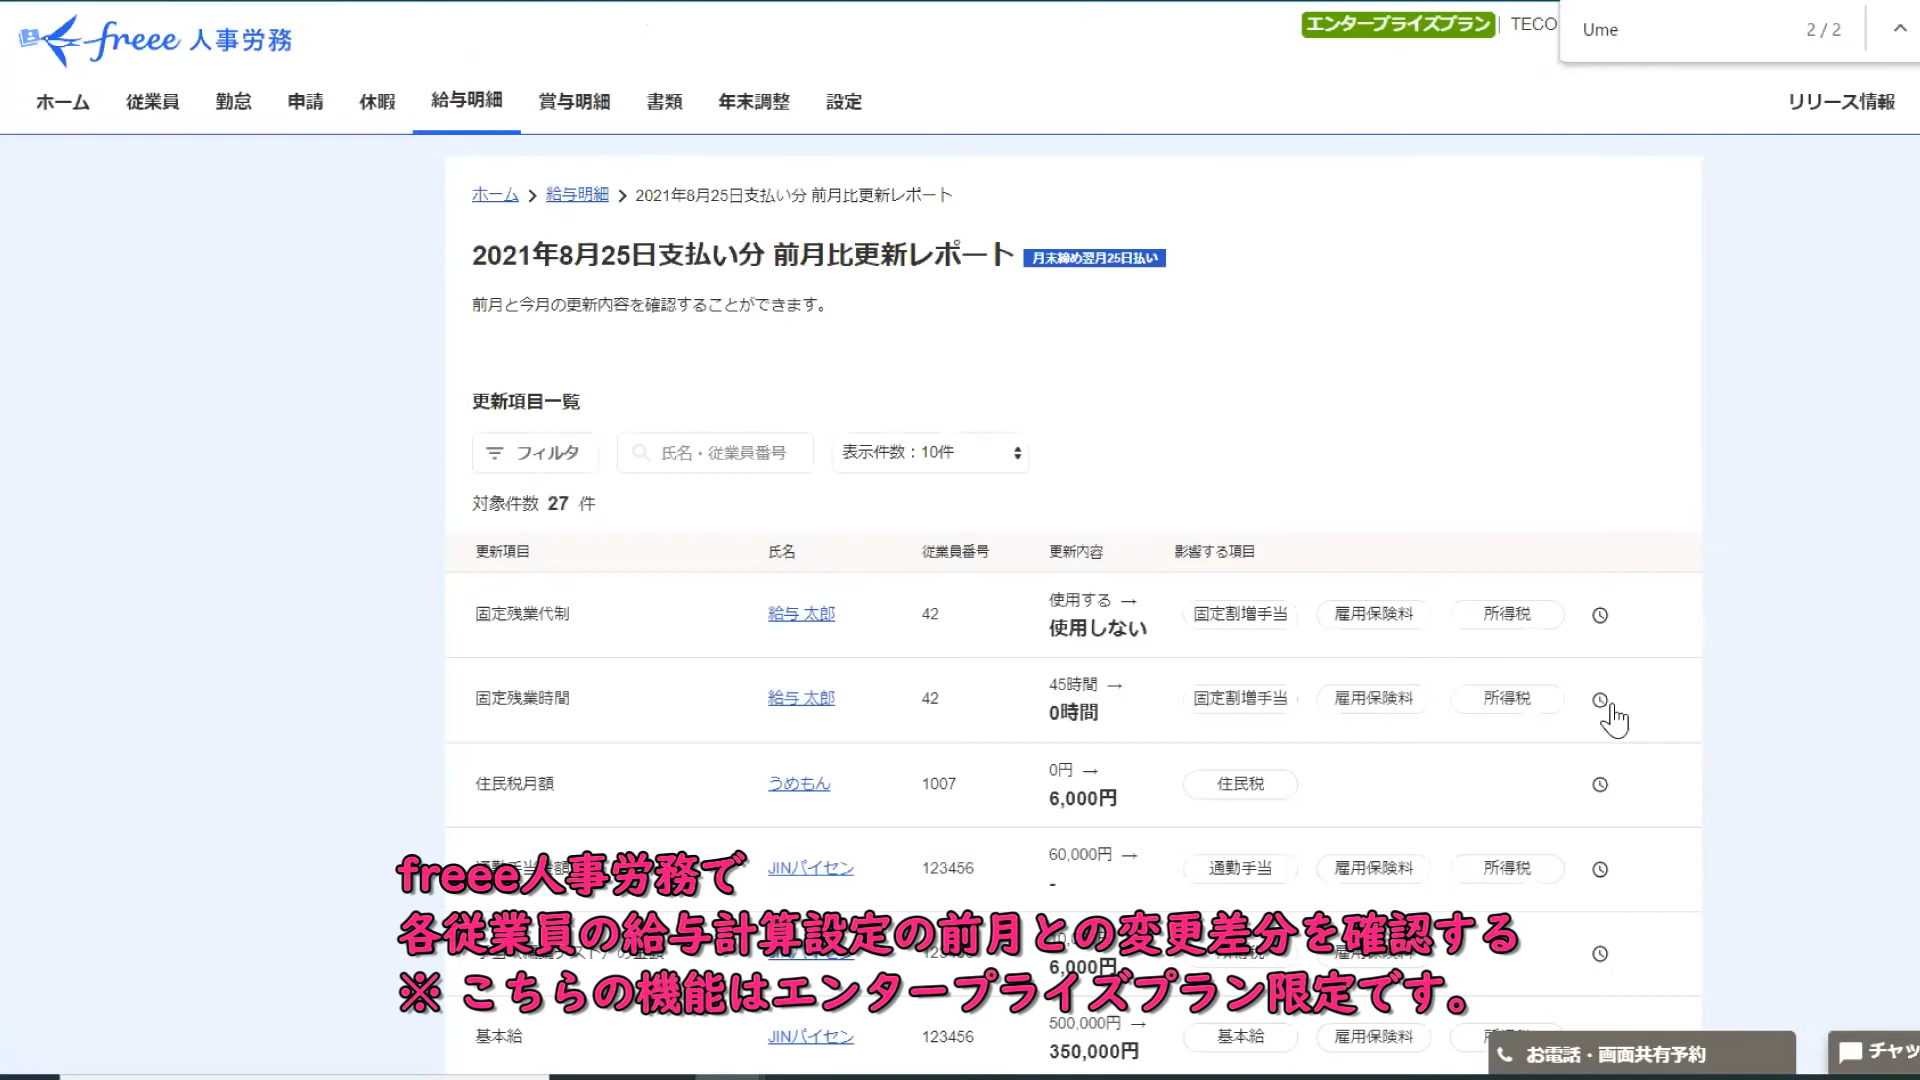 freee 人事労務
エンタープライズプラン
TECO
Ume
2 / 2
ホーム 従業員 勤怠 申請 休暇 給与明細 賞与明細 書類 年末調整 設定
リリース情報
ホーム > 給与明細 > 2021年8月25日支払い分 前月比更新レポート
2021年8月25日支払い分 前月比更新レポート 月末締め翌月25日払い
前月と今月の更新内容を確認することができます。
更新項目一覧
フィルタ 氏名・従業員番号 表示件数：10件
対象件数 27 件
更新項目 氏名 従業員番号 更新内容 影響する項目
固定残業代制 給与 太郎 42 使用する → 固定割増手当 雇用保険料 所得税
使用しない
固定残業時間 給与 太郎 42 45時間 → 固定割増手当 雇用保険料 所得税
0時間
住民税月額 うめもん 1007 0円 → 住民税
6,000円
JINパイセン 123456 60,000円 → 通勤手当 雇用保険料 所得税
-
freee人事労務で
各従業員の給与計算設定の前月との変更差分を確認する
6,000円
※ こちらの機能はエンタープライズプラン限定です。
基本給 JINパイセン 123456 500,000円 → 基本給 雇用保険料
350,000円
お電話・画面共有予約
チャッ